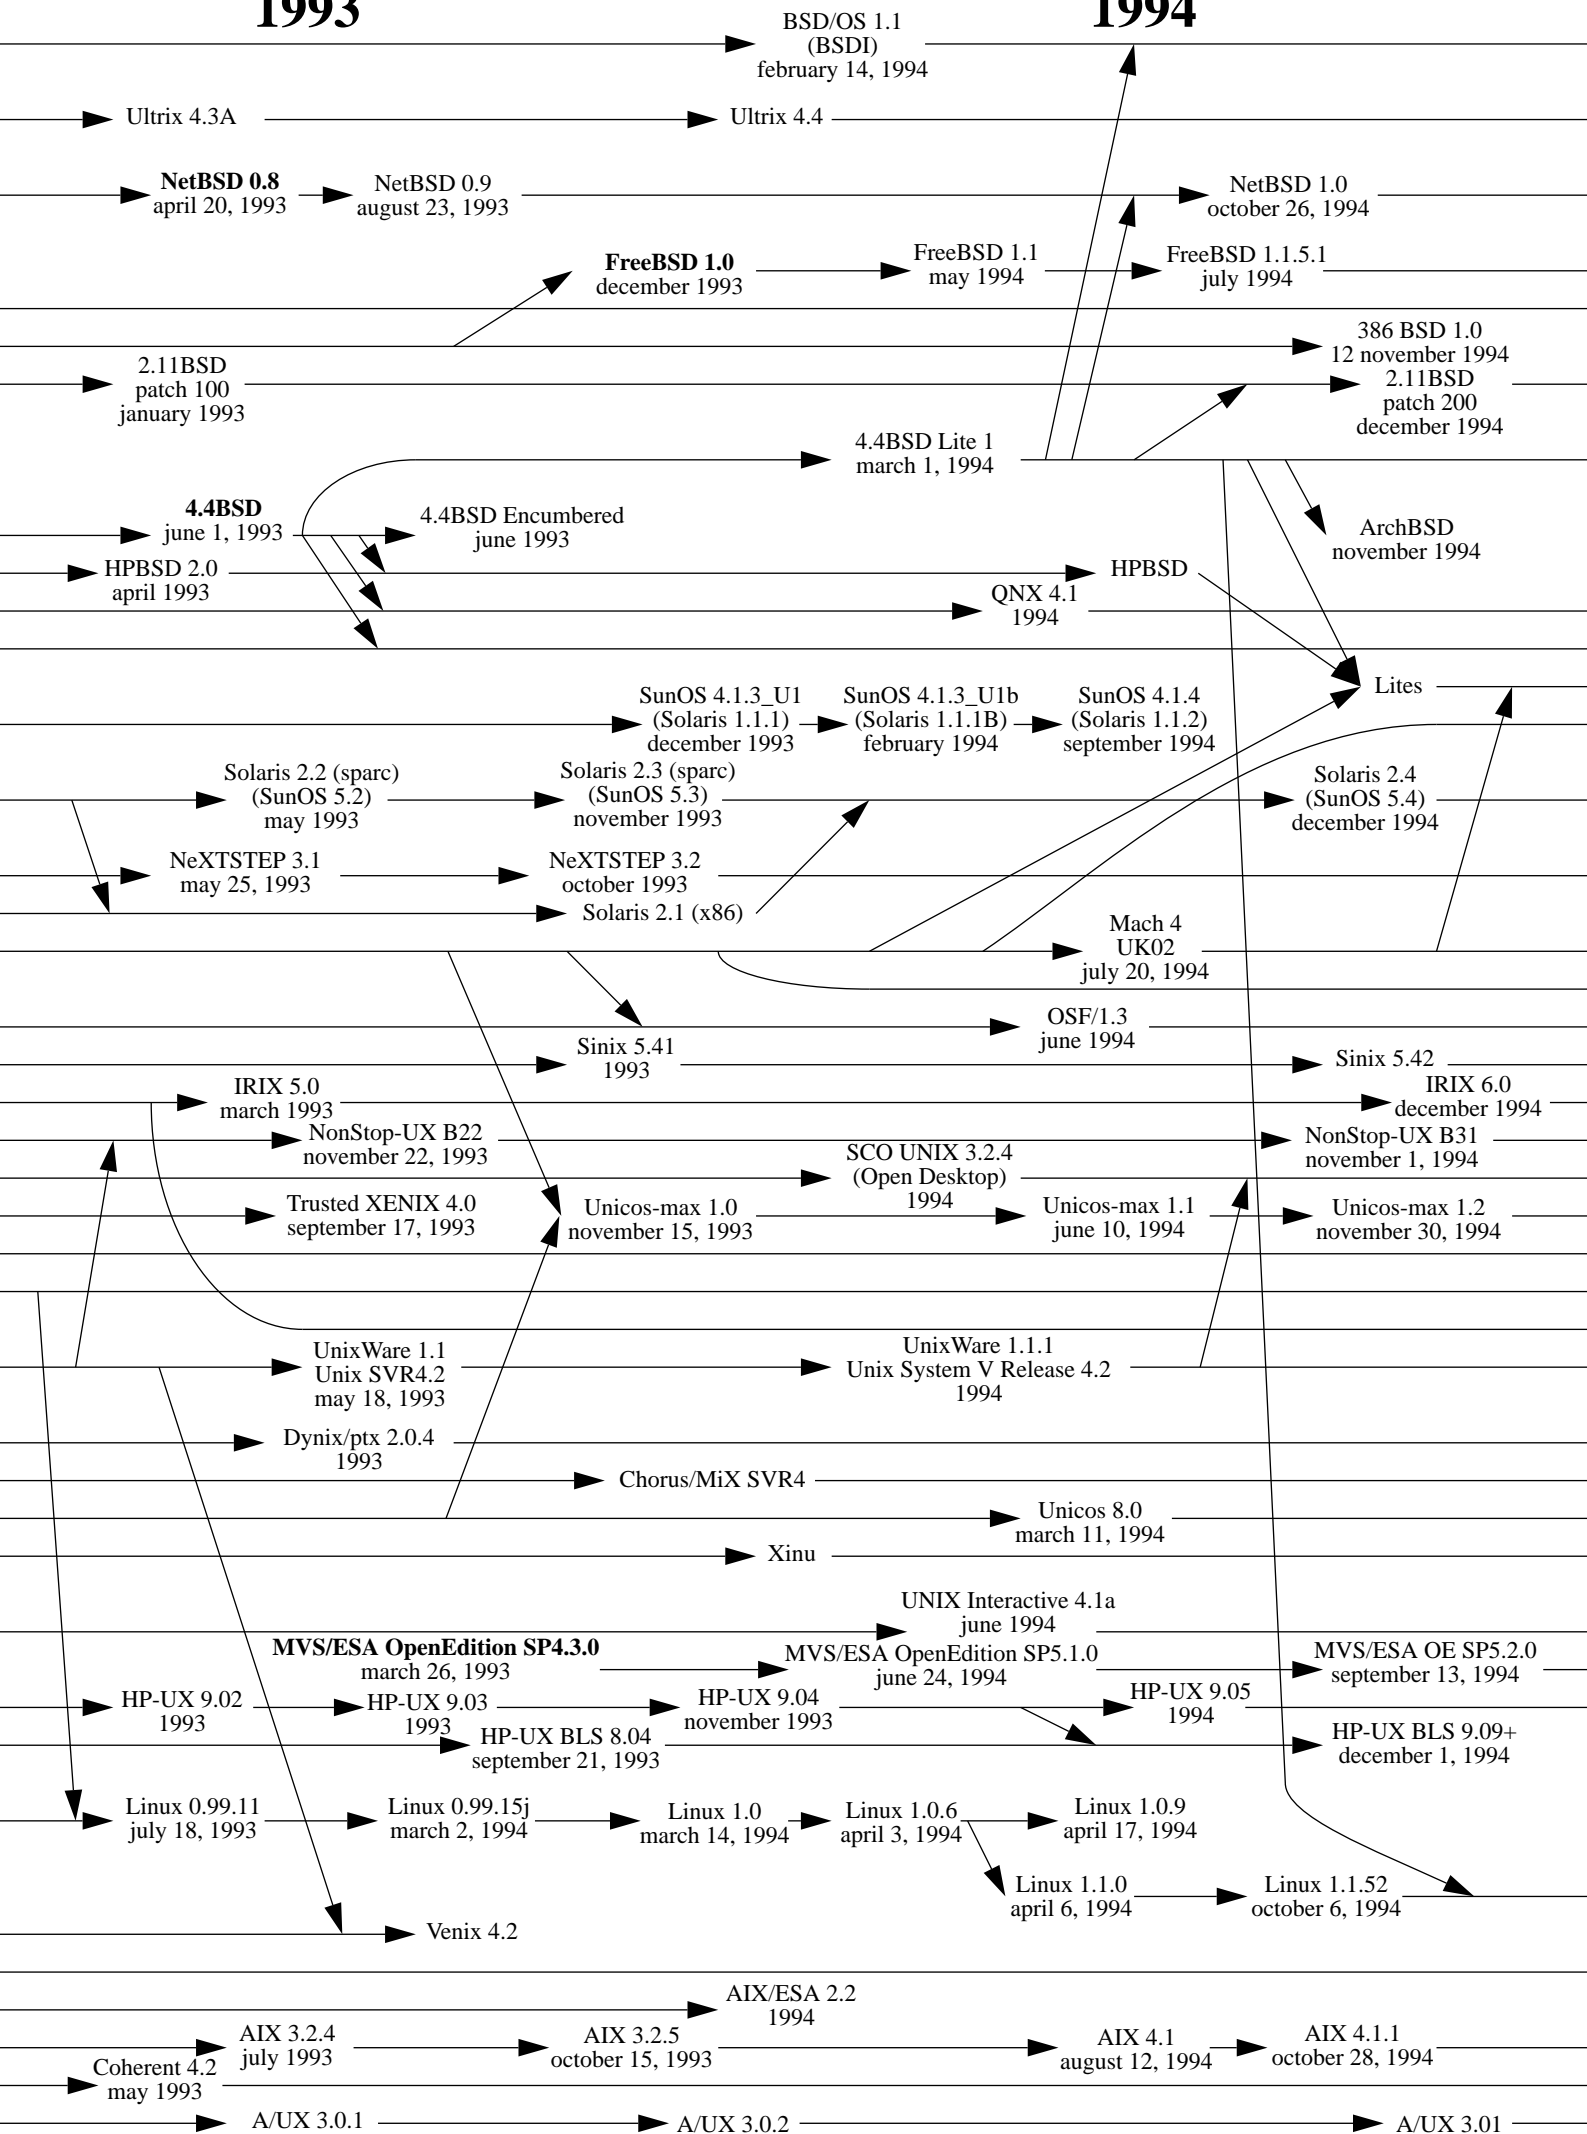 1993
1994
BSD/OS 1.1
(BSDI)
february 14, 1994
Ultrix 4.3A
Ultrix 4.4
NetBSD 0.8
april 20, 1993
NetBSD 0.9
august 23, 1993
NetBSD 1.0
october 26, 1994
FreeBSD 1.0
december 1993
FreeBSD 1.1
may 1994
FreeBSD 1.1.5.1
july 1994
386 BSD 1.0
12 november 1994
2.11BSD
patch 100
january 1993
2.11BSD
patch 200
december 1994
4.4BSD Lite 1
march 1, 1994
4.4BSD
june 1, 1993
4.4BSD Encumbered
june 1993
ArchBSD
november 1994
HPBSD 2.0
april 1993
HPBSD
QNX 4.1
1994
Lites
SunOS 4.1.3_U1
(Solaris 1.1.1)
december 1993
SunOS 4.1.3_U1b
(Solaris 1.1.1B)
february 1994
SunOS 4.1.4
(Solaris 1.1.2)
september 1994
Solaris 2.2 (sparc)
(SunOS 5.2)
may 1993
Solaris 2.3 (sparc)
(SunOS 5.3)
november 1993
Solaris 2.4
(SunOS 5.4)
december 1994
NeXTSTEP 3.1
may 25, 1993
NeXTSTEP 3.2
october 1993
Solaris 2.1 (x86)
Mach 4
UK02
july 20, 1994
OSF/1.3
june 1994
Sinix 5.41
1993
Sinix 5.42
IRIX 5.0
march 1993
IRIX 6.0
december 1994
NonStop-UX B22
november 22, 1993
NonStop-UX B31
november 1, 1994
SCO UNIX 3.2.4
(Open Desktop)
1994
Trusted XENIX 4.0
september 17, 1993
Unicos-max 1.0
november 15, 1993
Unicos-max 1.1
june 10, 1994
Unicos-max 1.2
november 30, 1994
UnixWare 1.1
Unix SVR4.2
may 18, 1993
UnixWare 1.1.1
Unix System V Release 4.2
1994
Dynix/ptx 2.0.4
1993
Chorus/MiX SVR4
Unicos 8.0
march 11, 1994
Xinu
UNIX Interactive 4.1a
june 1994
MVS/ESA OpenEdition SP4.3.0
march 26, 1993
MVS/ESA OpenEdition SP5.1.0
june 24, 1994
MVS/ESA OE SP5.2.0
september 13, 1994
HP-UX 9.02
1993
HP-UX 9.03
1993
HP-UX 9.04
november 1993
HP-UX 9.05
1994
HP-UX BLS 8.04
september 21, 1993
HP-UX BLS 9.09+
december 1, 1994
Linux 0.99.11
july 18, 1993
Linux 0.99.15j
march 2, 1994
Linux 1.0
march 14, 1994
Linux 1.0.6
april 3, 1994
Linux 1.0.9
april 17, 1994
Linux 1.1.0
april 6, 1994
Linux 1.1.52
october 6, 1994
Venix 4.2
AIX/ESA 2.2
1994
AIX 3.2.4
july 1993
AIX 3.2.5
october 15, 1993
AIX 4.1
august 12, 1994
AIX 4.1.1
october 28, 1994
Coherent 4.2
may 1993
A/UX 3.0.1
A/UX 3.0.2
A/UX 3.01